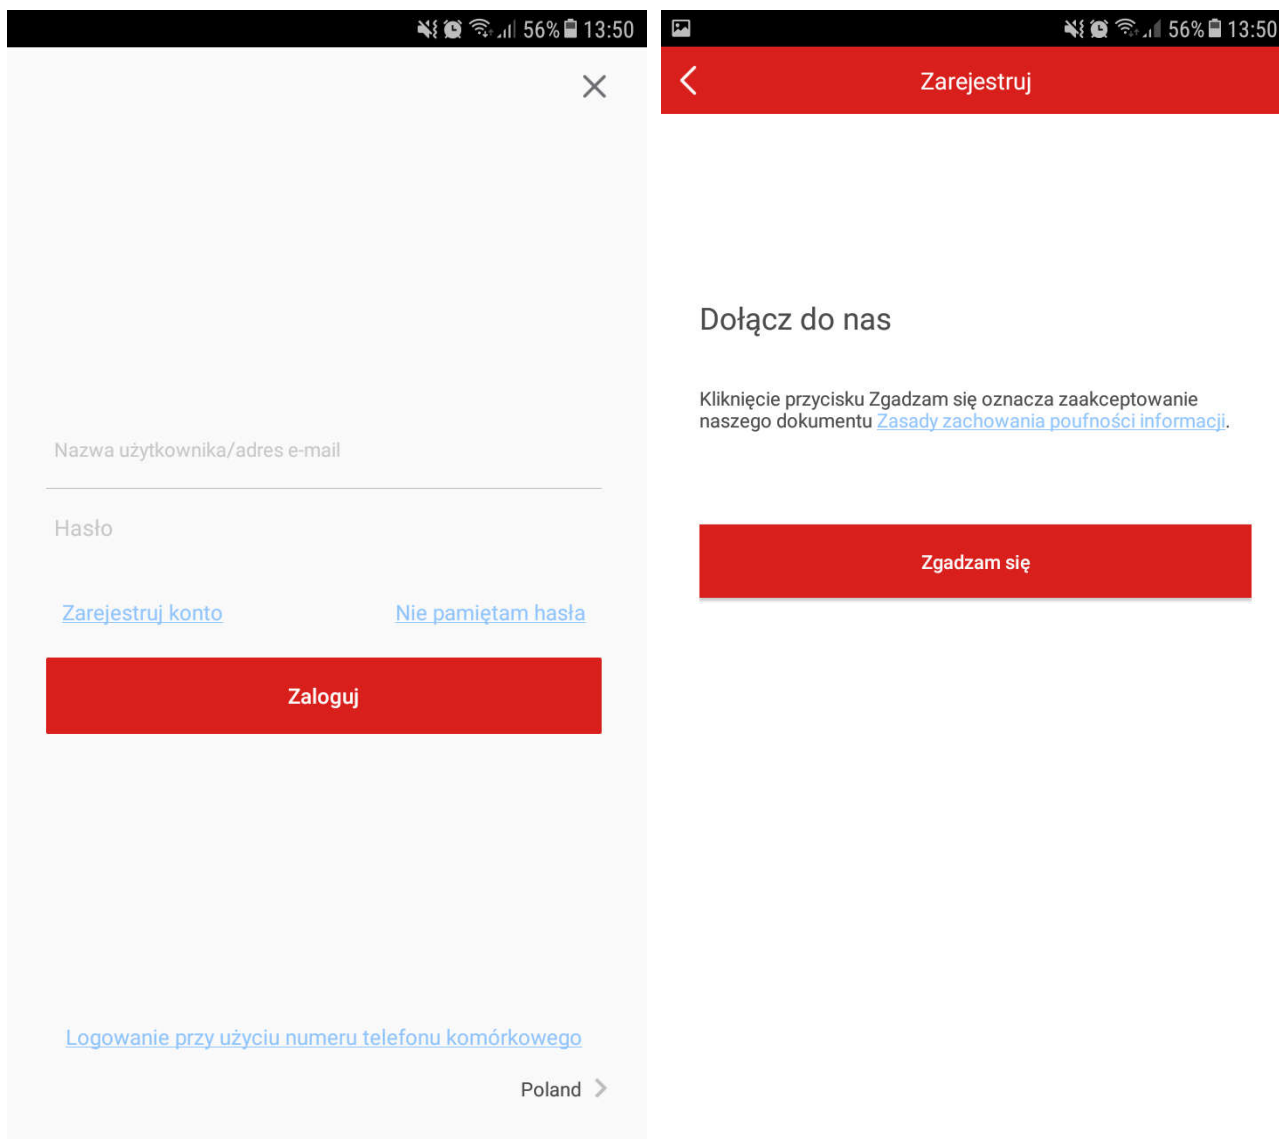 56% 13:50
Nazwa użytkownika/adres e-mail
Hasło
Zarejestruj konto
Nie pamiętam hasła
Zaloguj
Logowanie przy użyciu numeru telefonu komórkowego
Poland
56% 13:50
Zarejestruj
Dołącz do nas
Kliknięcie przycisku Zgadzam się oznacza zaakceptowanie
naszego dokumentu Zasady zachowania poufności informacji.
Zgadzam się